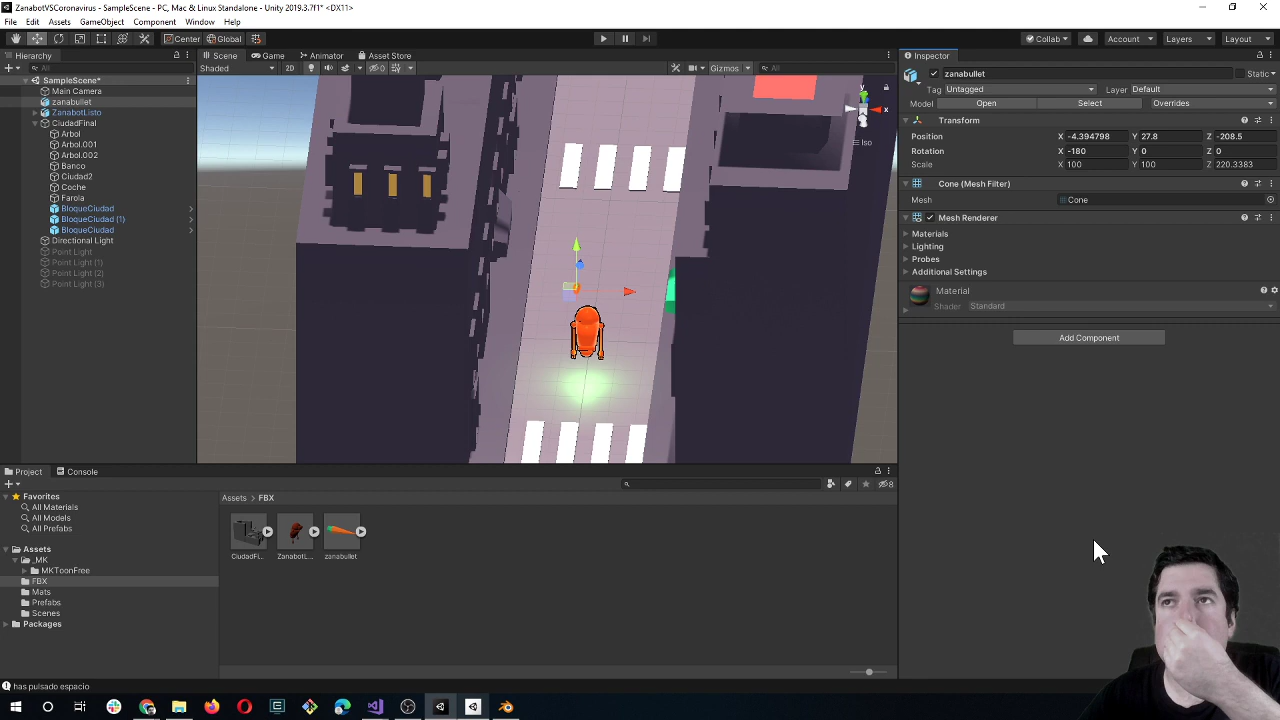 ZanabotVSCoronavirus - SampleScene - PC, Mac & Linux Standalone - Unity 2019.3.7f1* <DX11>
File Edit Assets GameObject Component Window Help
Center Global Collab Account Layers Layout
Hierarchy
All
SampleScene*
Main Camera
zanabullet
ZanabotListo
CiudadFinal
Arbol
Arbol.001
Arbol.002
Banco
Ciudad2
Coche
Farola
BloqueCiudad
BloqueCiudad (1)
BloqueCiudad
Directional Light
Point Light
Point Light (1)
Point Light (2)
Point Light (3)
Scene Game Animator Asset Store
Shaded 2D 0 Gizmos All
y
x
Iso
Inspector
zanabullet Static
Tag Untagged Layer Default
Model Open Select Overrides
Transform
Position X -4.394798 Y 27.8 Z -208.5
Rotation X -180 Y 0 Z 0
Scale X 100 Y 100 Z 220.3383
Cone (Mesh Filter)
Mesh Cone
Mesh Renderer
Materials
Lighting
Probes
Additional Settings
Material
Shader Standard
Add Component
Project Console
8
Favorites
All Materials
All Models
All Prefabs
Assets
_MK
MKToonFree
FBX
Mats
Prefabs
Scenes
Packages
Assets > FBX
CiudadFi... ZanabotL... zanabullet
has pulsado espacio